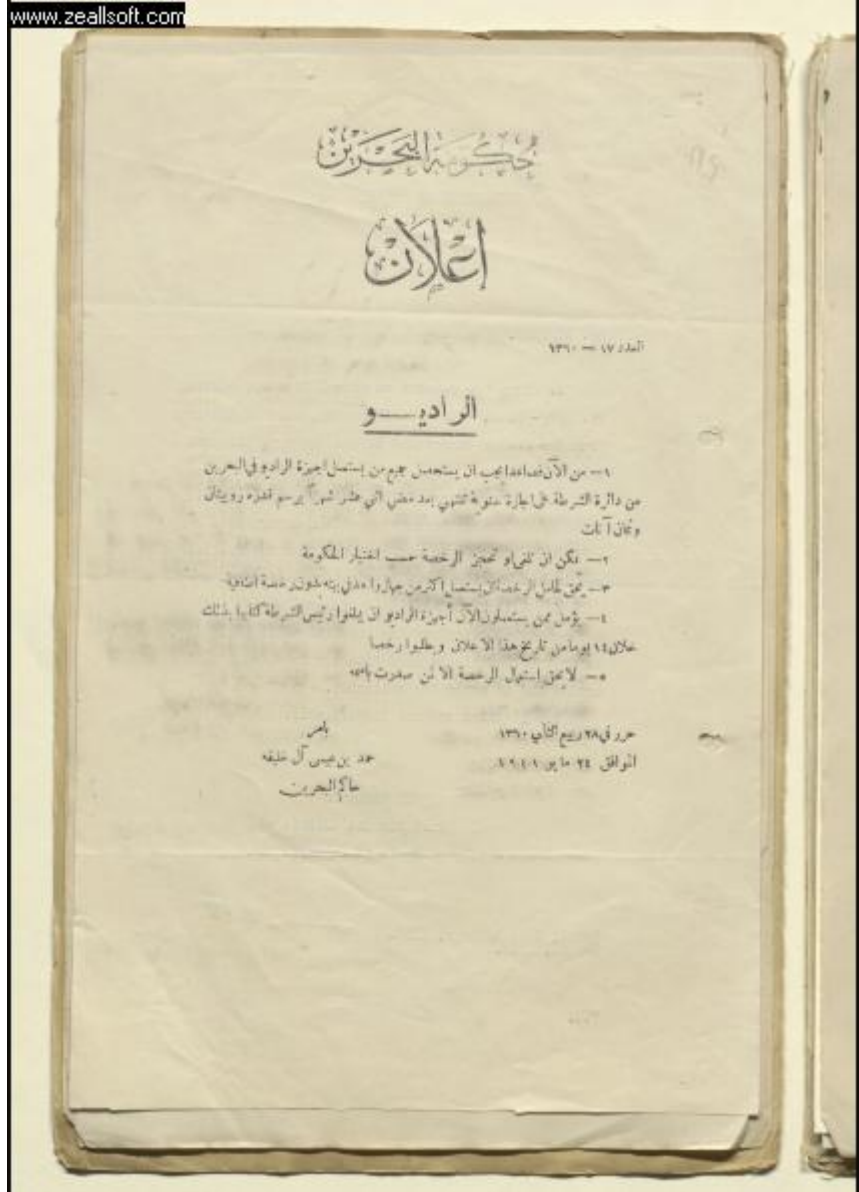 www.zeallsoft.com
حكومة البحرين
إعلان
العدد ١٧ — ١٣٦٠
الراديو
١— من الآن فصاعدا يجب ان يستحصل جميع من يستعمل اجهزة الراديو في البحرين
من دائرة الشرطة على اجازة سنوية تنتهي بعد مضي اثني عشر شهراً برسم قدره روبيتان
وثمان آنات
٢— يمكن ان تلغى او تحجز الرخصة حسب اختيار الحكومة
٣— يحق لحامل الرخصة ان يستعمل اكثر من جهاز واحد في بيته بدون رخصة اضافية
٤— يؤمل ممن يستعملون الآن أجهزة الراديو ان يبلغوا رئيس الشرطة كتابيا بذلك
خلال ١٤ يوما من تاريخ هذا الاعلان ويطلبوا رخصا
٥— لا يحق استعمال الرخصة الا لمن صدرت باسمه
حرر في ٢٨ ربيع الثاني ١٣٦٠
الموافق ٢٤ مايو ١٩٤١
بامر
حمد بن عيسى آل خليفه
حاكم البحرين